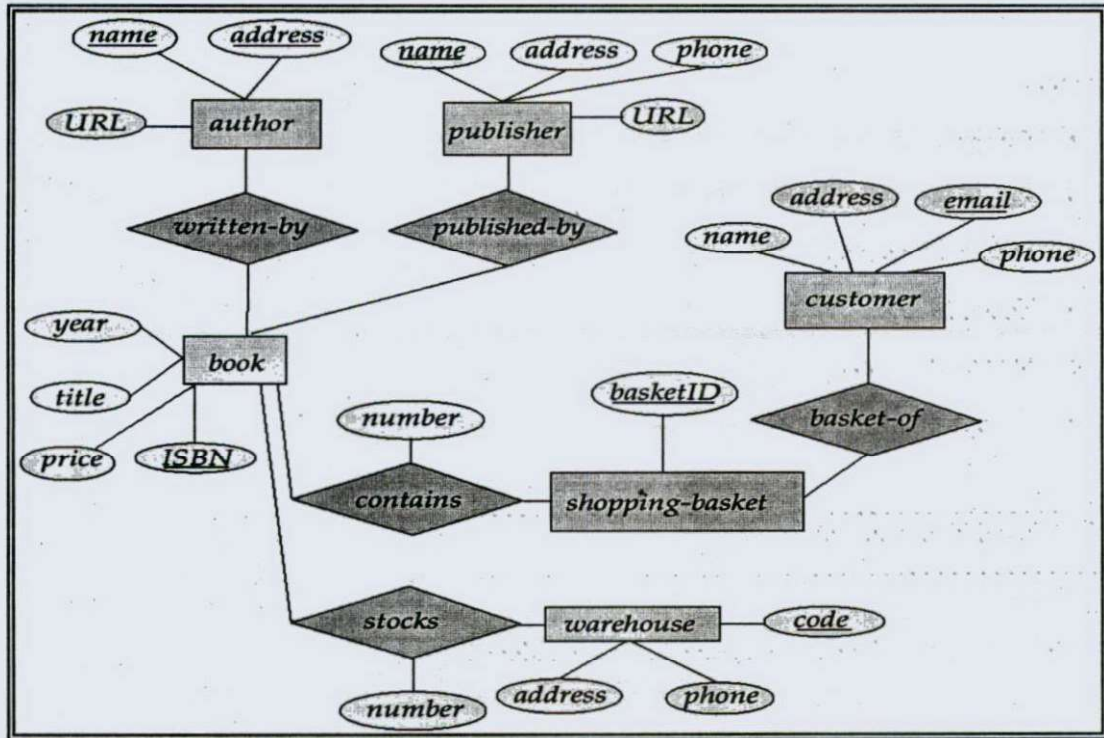 name
address
name
address
phone
URL
author
publisher
URL
written-by
published-by
address
email
name
phone
customer
year
book
title
price
ISBN
number
basketID
basket-of
contains
shopping-basket
stocks
warehouse
code
number
address
phone